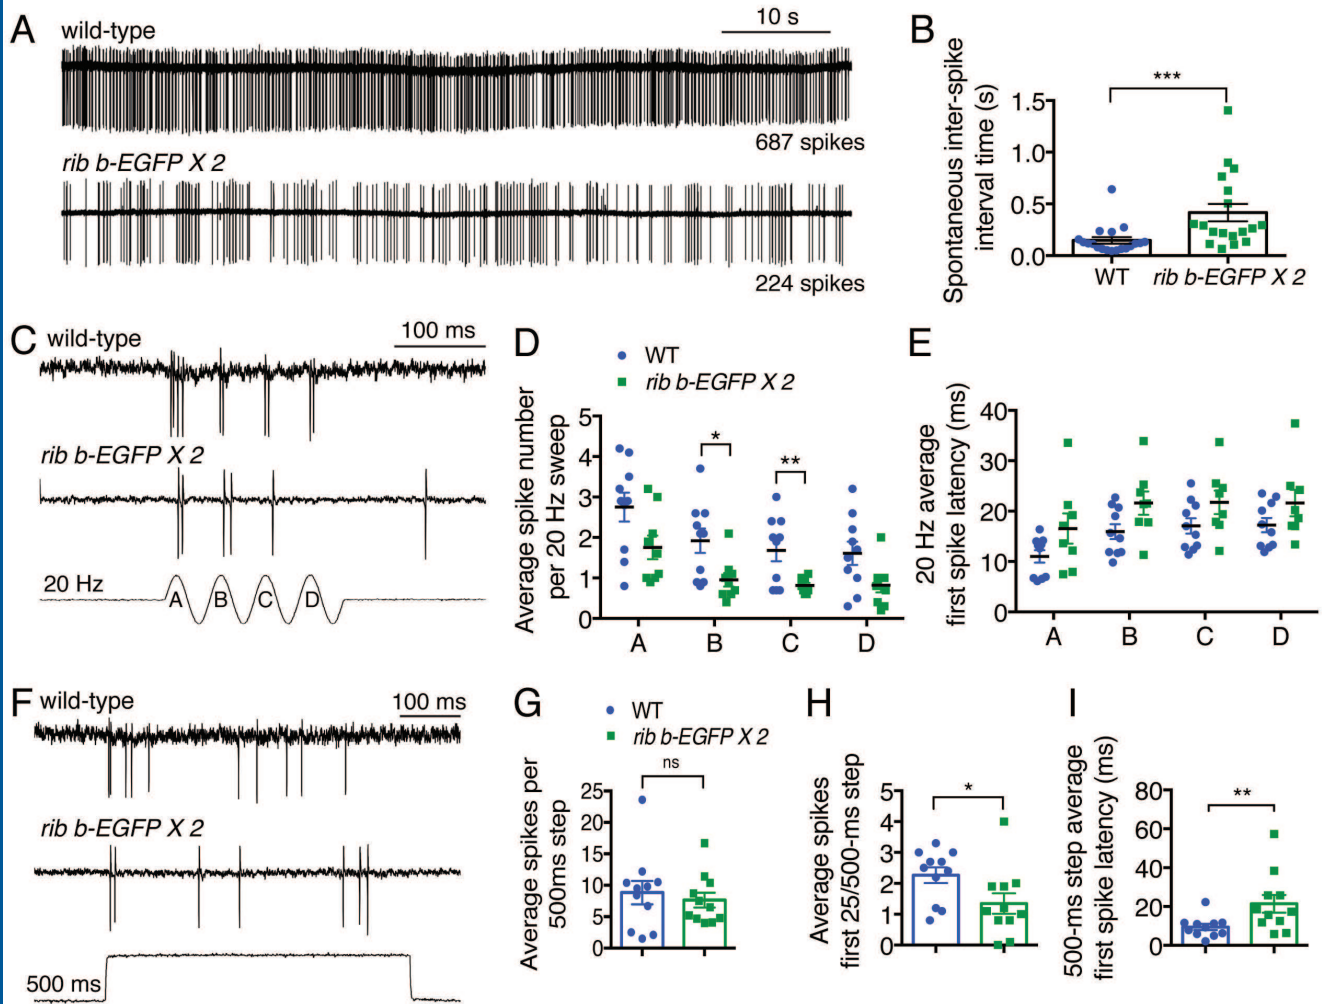 A
wild-type
10 s
687 spikes
rib b-EGFP X 2
224 spikes
B
***
Spontaneous inter-spike
interval time (s)
1.5
1.0
0.5
0.0
WT
rib b-EGFP X 2
C
wild-type
100 ms
rib b-EGFP X 2
20 Hz
A
B
C
D
D
WT
rib b-EGFP X 2
Average spike number
per 20 Hz sweep
5
4
3
2
1
0
*
**
A
B
C
D
E
20 Hz average
first spike latency (ms)
40
30
20
10
0
A
B
C
D
F
wild-type
100 ms
rib b-EGFP X 2
500 ms
G
WT
rib b-EGFP X 2
ns
Average spikes per
500ms step
25
20
15
10
5
0
H
Average spikes
first 25/500-ms step
5
4
3
2
1
0
*
I
500-ms step average
first spike latency (ms)
80
60
40
20
0
**